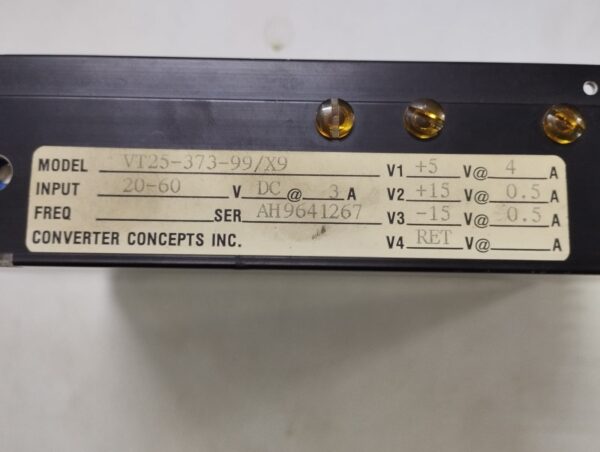 MODEL VT25-373-99/X9
INPUT 20-60 V DC @ 3 A
FREQ SER AH9641267
CONVERTER CONCEPTS INC.
V1 +5 V@ 4 A
V2 +15 V@ 0.5 A
V3 -15 V@ 0.5 A
V4 RET V@ A